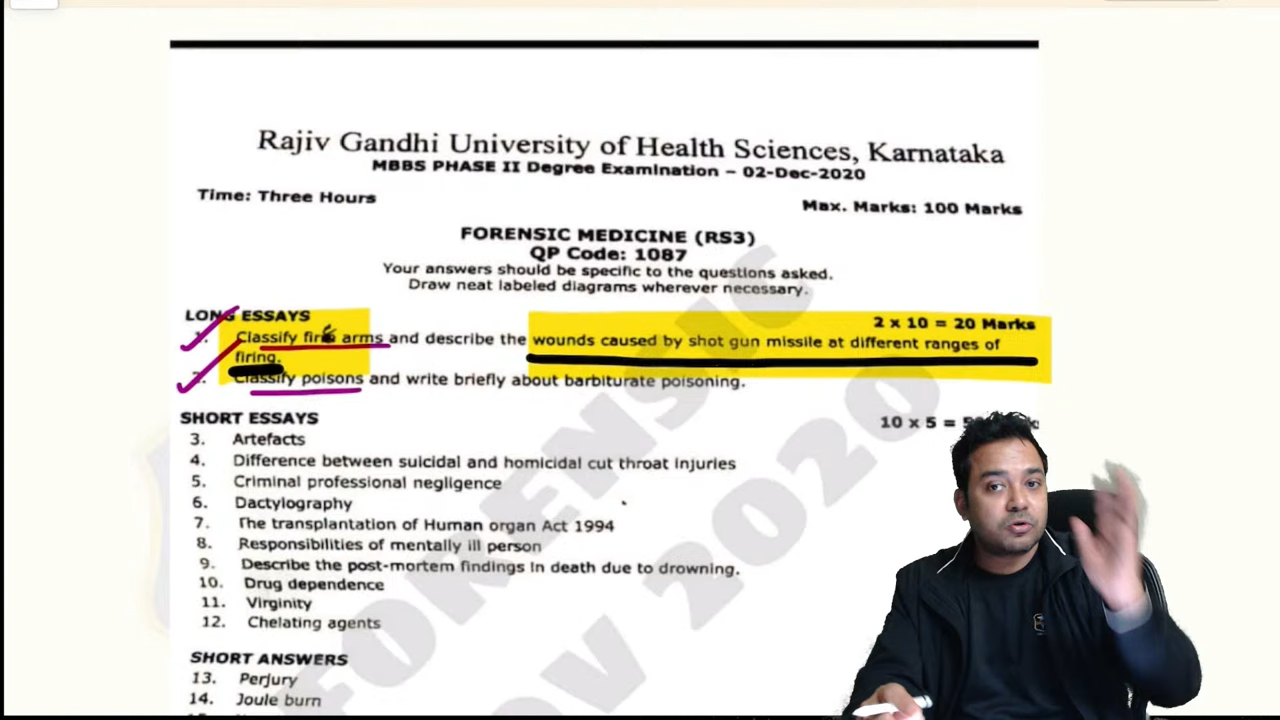 Rajiv Gandhi University of Health Sciences, Karnataka
MBBS PHASE II Degree Examination – 02-Dec-2020
Time: Three Hours
Max. Marks: 100 Marks
FORENSIC MEDICINE (RS3)
QP Code: 1087
Your answers should be specific to the questions asked.
Draw neat labeled diagrams wherever necessary.
LONG ESSAYS
2 x 10 = 20 Marks
Classify fire arms and describe the wounds caused by shot gun missile at different ranges of
firing.
Classify poisons and write briefly about barbiturate poisoning.
SHORT ESSAYS
10 x 5 =
3. Artefacts
4. Difference between suicidal and homicidal cut throat injuries
5. Criminal professional negligence
6. Dactylography
7. The transplantation of Human organ Act 1994
8. Responsibilities of mentally ill person
9. Describe the post-mortem findings in death due to drowning.
10. Drug dependence
11. Virginity
12. Chelating agents
SHORT ANSWERS
13. Perjury
14. Joule burn
FORENSIC
NOV 2020